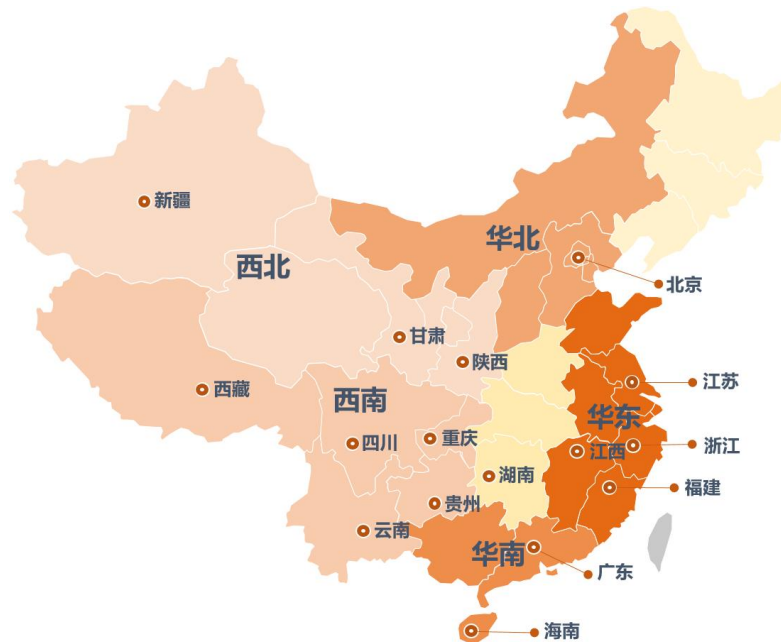 新疆
西北
华北
北京
甘肃
陕西
西藏
西南
江苏
华东
四川
重庆
江西
浙江
湖南
福建
贵州
云南
华南
广东
海南